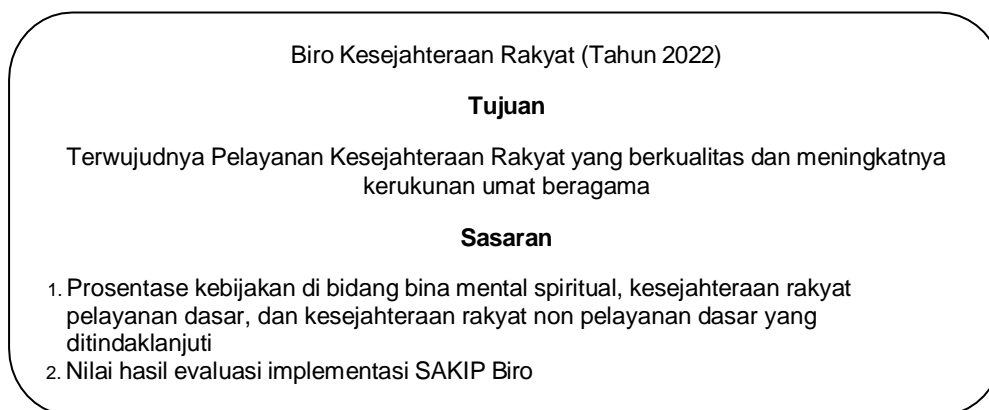 Biro Kesejahteraan Rakyat (Tahun 2022)
Tujuan
Terwujudnya Pelayanan Kesejahteraan Rakyat yang berkualitas dan meningkatnya
kerukunan umat beragama
Sasaran
1. Prosentase kebijakan di bidang bina mental spiritual, kesejahteraan rakyat
pelayanan dasar, dan kesejahteraan rakyat non pelayanan dasar yang
ditindaklanjuti
2. Nilai hasil evaluasi implementasi SAKIP Biro